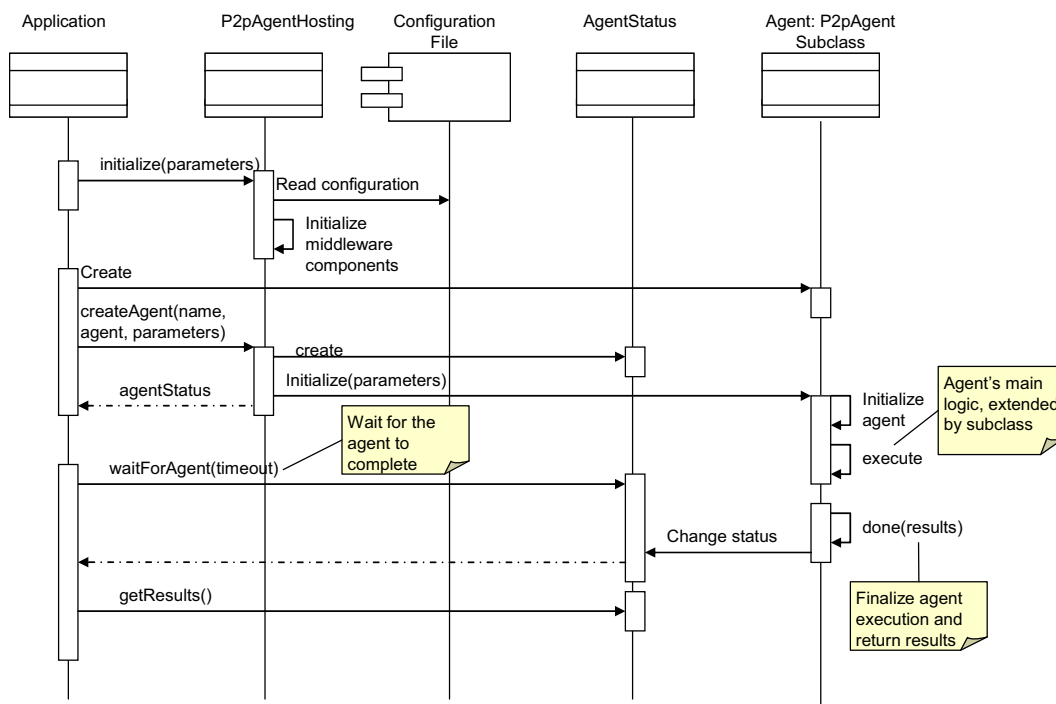 Application
P2pAgentHosting
Configuration
File
AgentStatus
Agent: P2pAgent
Subclass
initialize(parameters)
Read configuration
Initialize
middleware
components
Create
createAgent(name,
agent, parameters)
create
Initialize(parameters)
agentStatus
Initialize
agent
Agent's main
logic, extended
by subclass
Wait for the
agent to
complete
execute
waitForAgent(timeout)
done(results)
Change status
getResults()
Finalize agent
execution and
return results